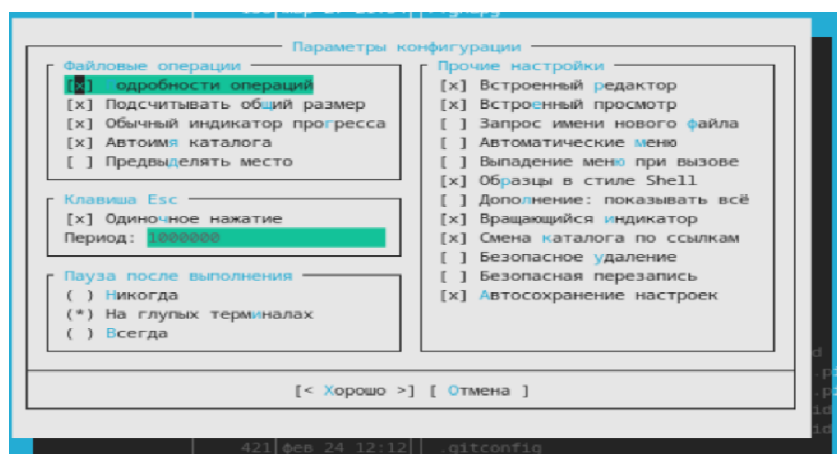 Параметры конфигурации
Файловые операции
[x] Подробности операций
[x] Подсчитывать общий размер
[x] Обычный индикатор прогресса
[x] Автоимя каталога
[ ] Предвыделять место
Клавиша Esc
[x] Одиночное нажатие
Период: 1000000
Пауза после выполнения
( ) Никогда
(*) На глупых терминалах
( ) Всегда
Прочие настройки
[x] Встроенный редактор
[x] Встроенный просмотр
[ ] Запрос имени нового файла
[ ] Автоматические меню
[ ] Выпадение меню при вызове
[x] Образцы в стиле Shell
[ ] Дополнение: показывать всё
[x] Вращающийся индикатор
[x] Смена каталога по ссылкам
[ ] Безопасное удаление
[ ] Безопасная перезапись
[x] Автосохранение настроек
[< Хорошо >] [ Отмена ]
421|фев 24 12:12|| .gitconfig